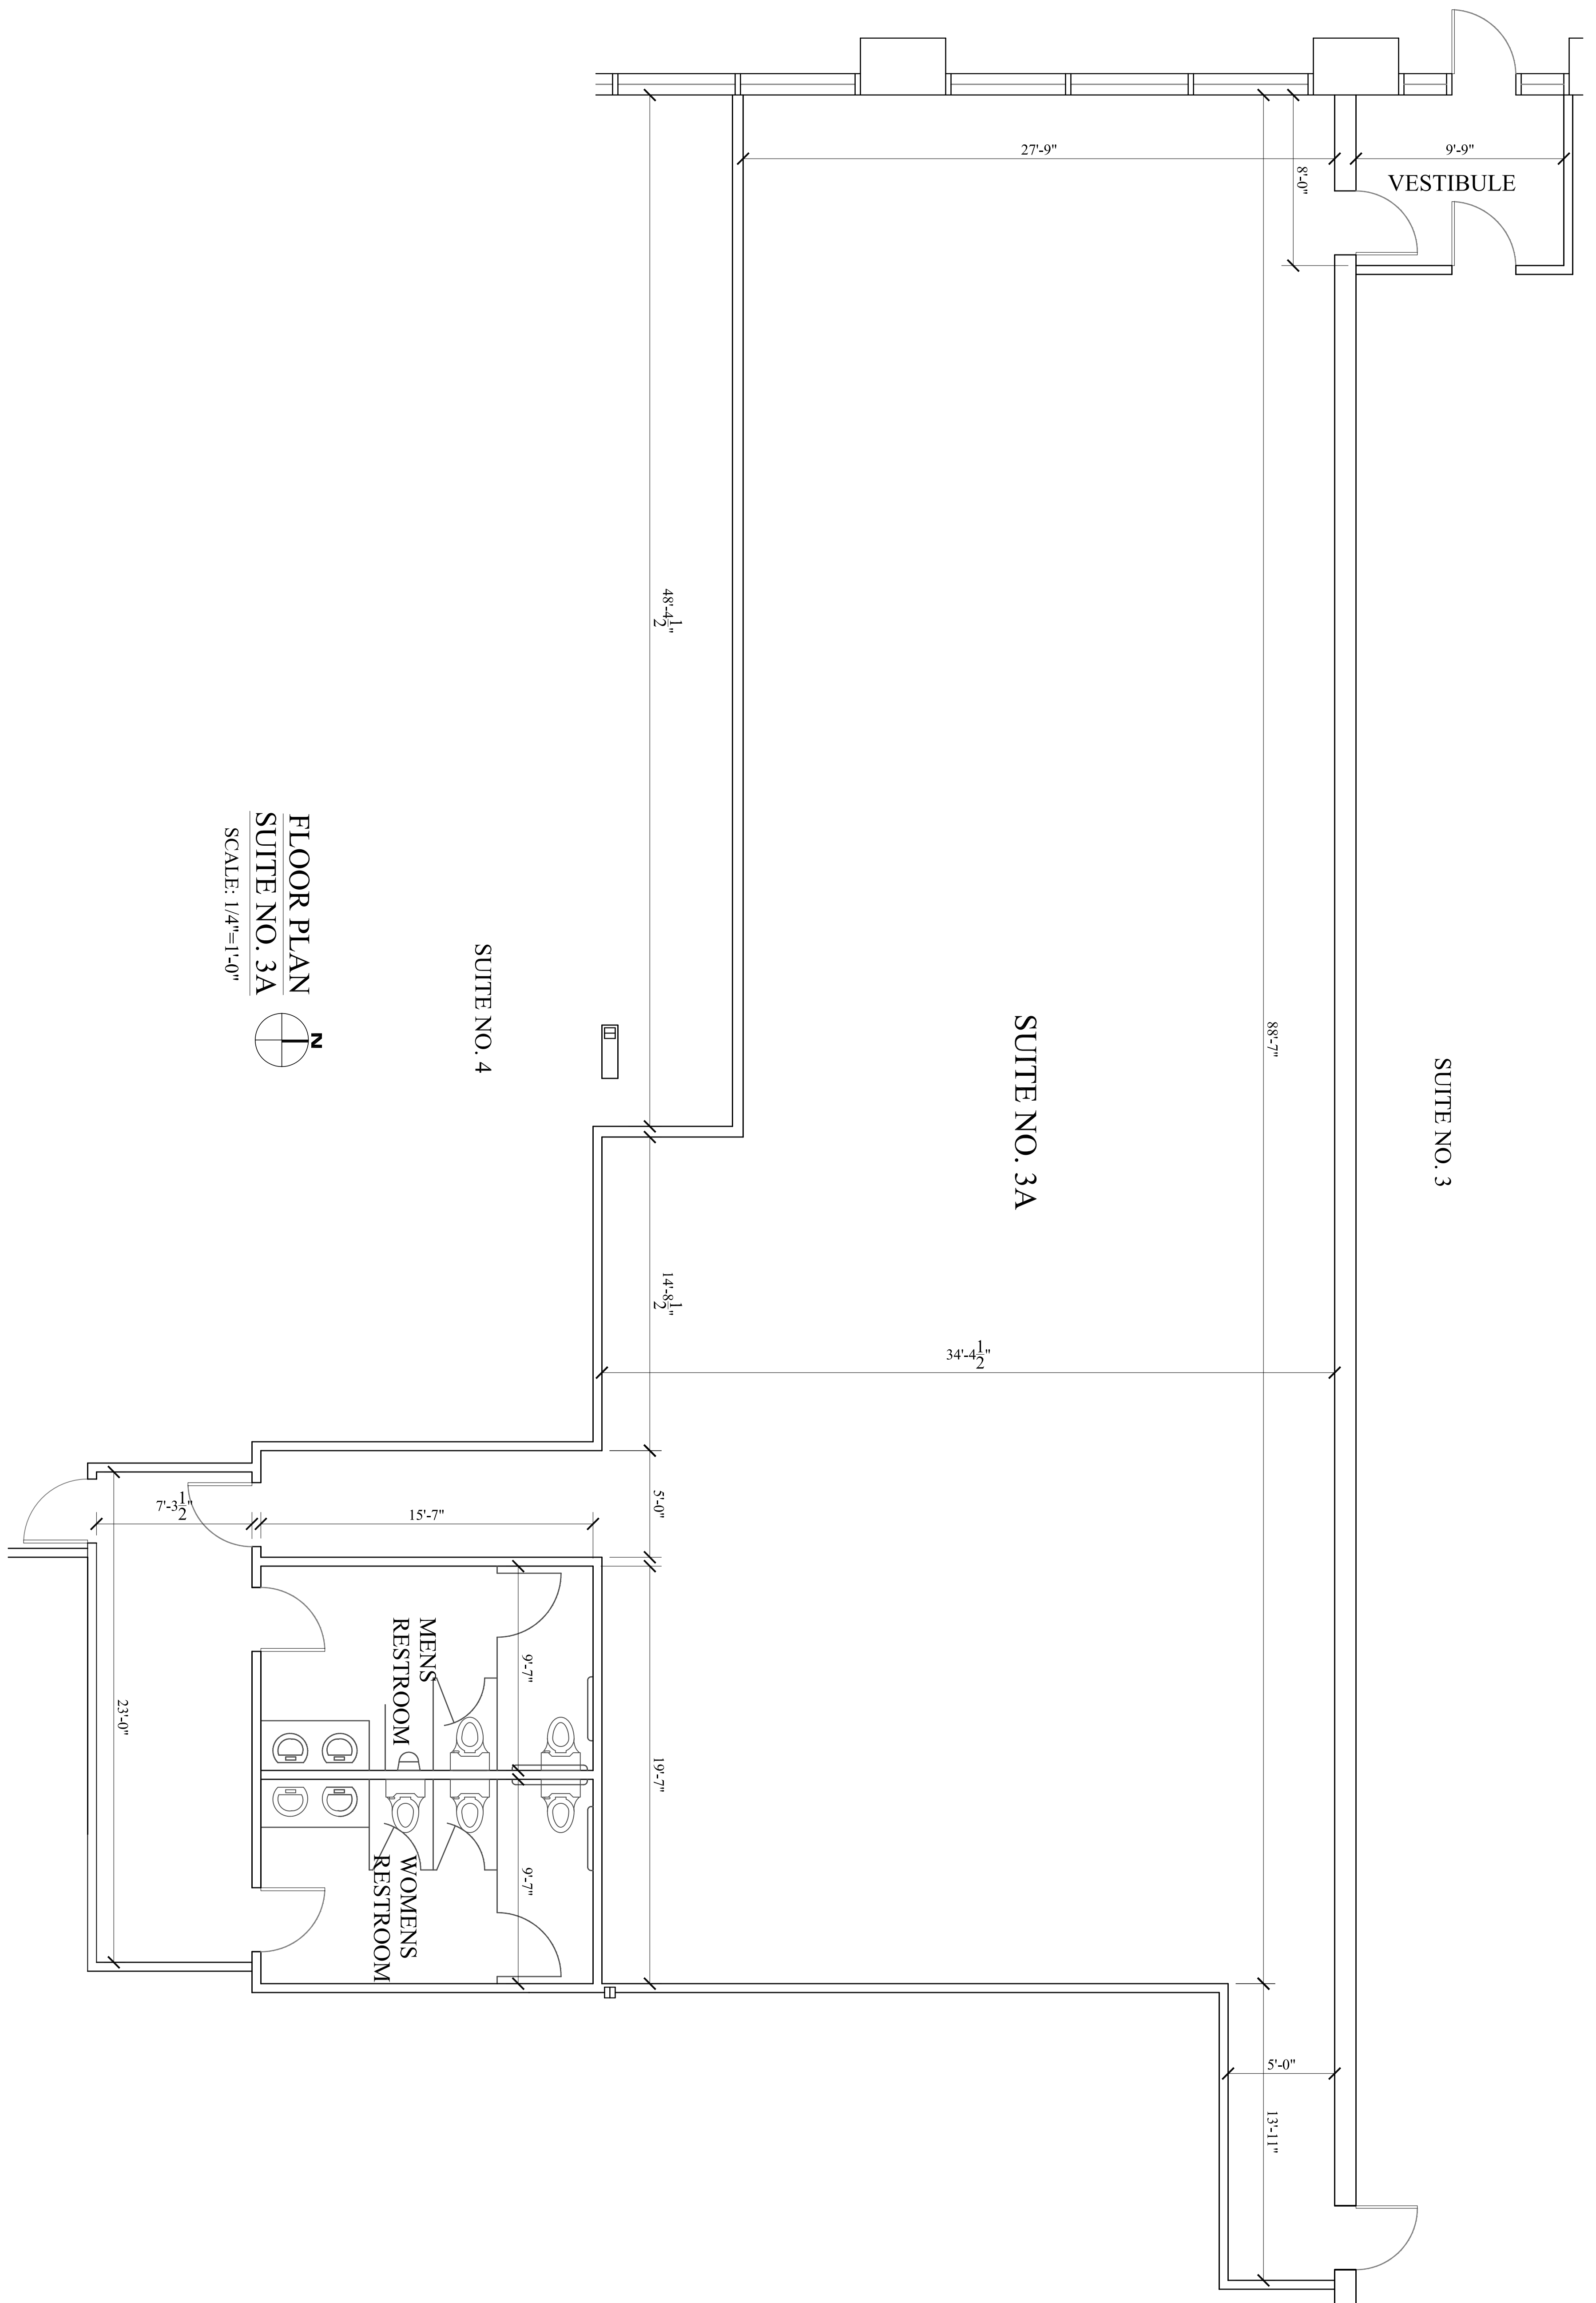 27'-9"
9'-9"
VESTIBULE
8'-0"
48'-4 1/2"
FLOOR PLAN
SUITE NO. 3A
SCALE: 1/4"=1'-0"
N
SUITE NO. 4
SUITE NO. 3A
88'-7"
SUITE NO. 3
14'-8 1/2"
34'-4 1/2"
7'-3 1/2"
15'-7"
5'-0"
MENS
RESTROOM
9'-7"
23'-0"
19'-7"
WOMENS
RESTROOM
9'-7"
5'-0"
13'-11"